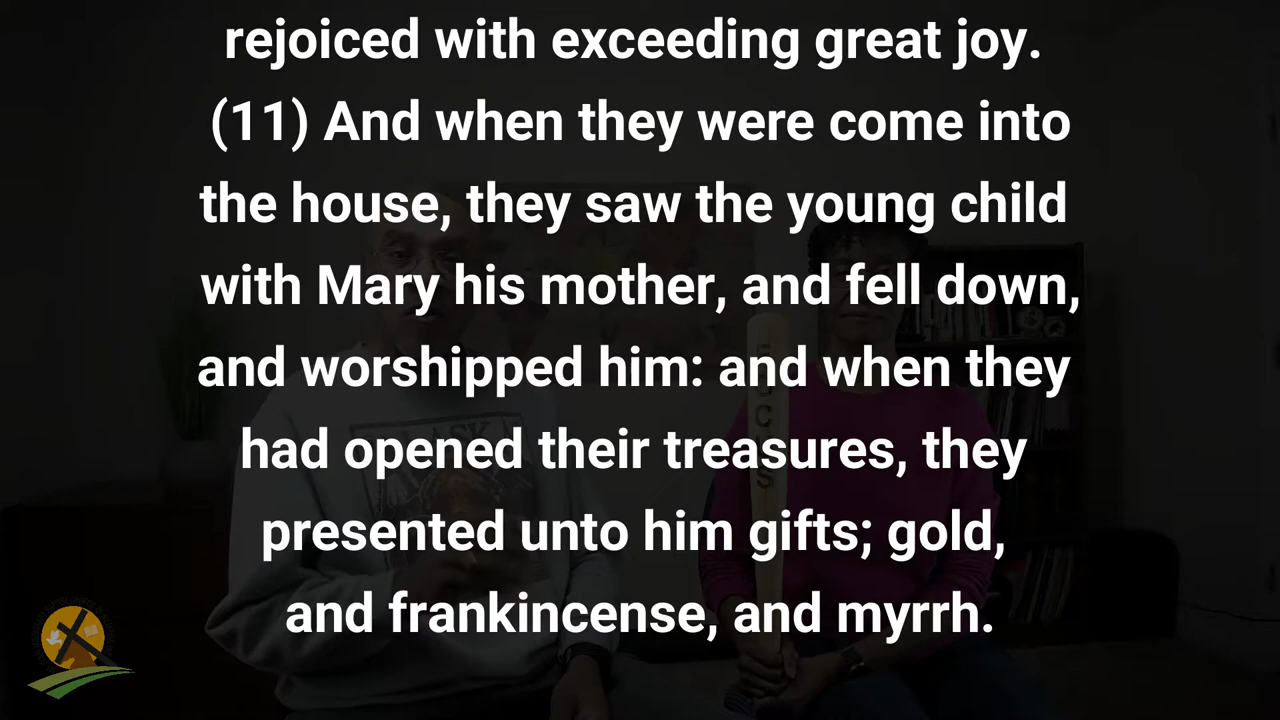 rejoiced with exceeding great joy.
(11) And when they were come into
the house, they saw the young child
with Mary his mother, and fell down,
and worshipped him: and when they
had opened their treasures, they
presented unto him gifts; gold,
and frankincense, and myrrh.
ASK